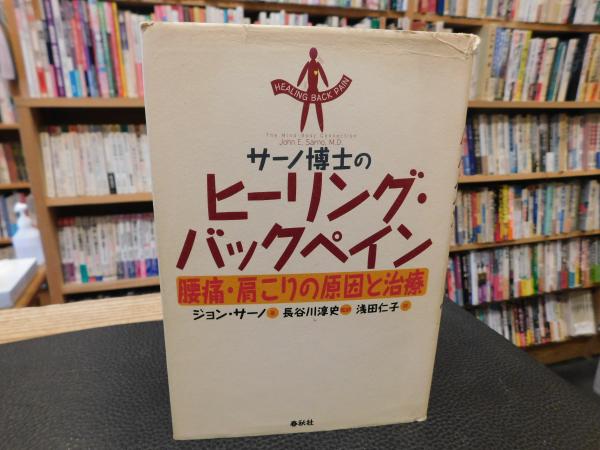 HEALING BACK PAIN
The Mind-Body Connection
John E. Sarno, M.D.
サーノ博士の
ヒーリング・
バックペイン
腰痛・肩こりの原因と治療
ジョン・サーノ 著 長谷川淳史 監訳 浅田仁子 訳
春秋社